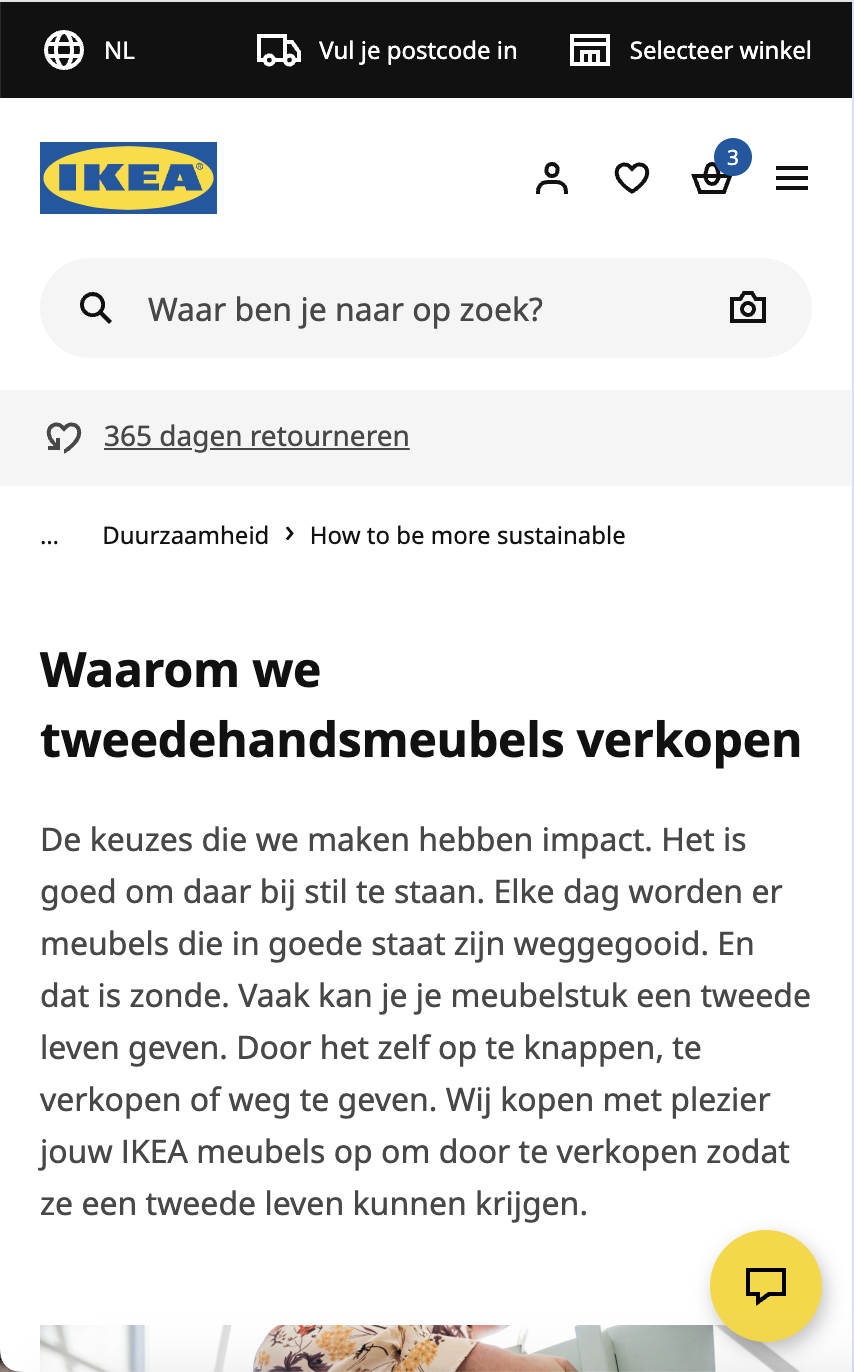 NL Vul je postcode in Selecteer winkel
IKEA®
3
Waar ben je naar op zoek?
365 dagen retourneren
... Duurzaamheid › How to be more sustainable
Waarom we
tweedehandsmeubels verkopen
De keuzes die we maken hebben impact. Het is
goed om daar bij stil te staan. Elke dag worden er
meubels die in goede staat zijn weggegooid. En
dat is zonde. Vaak kan je je meubelstuk een tweede
leven geven. Door het zelf op te knappen, te
verkopen of weg te geven. Wij kopen met plezier
jouw IKEA meubels op om door te verkopen zodat
ze een tweede leven kunnen krijgen.